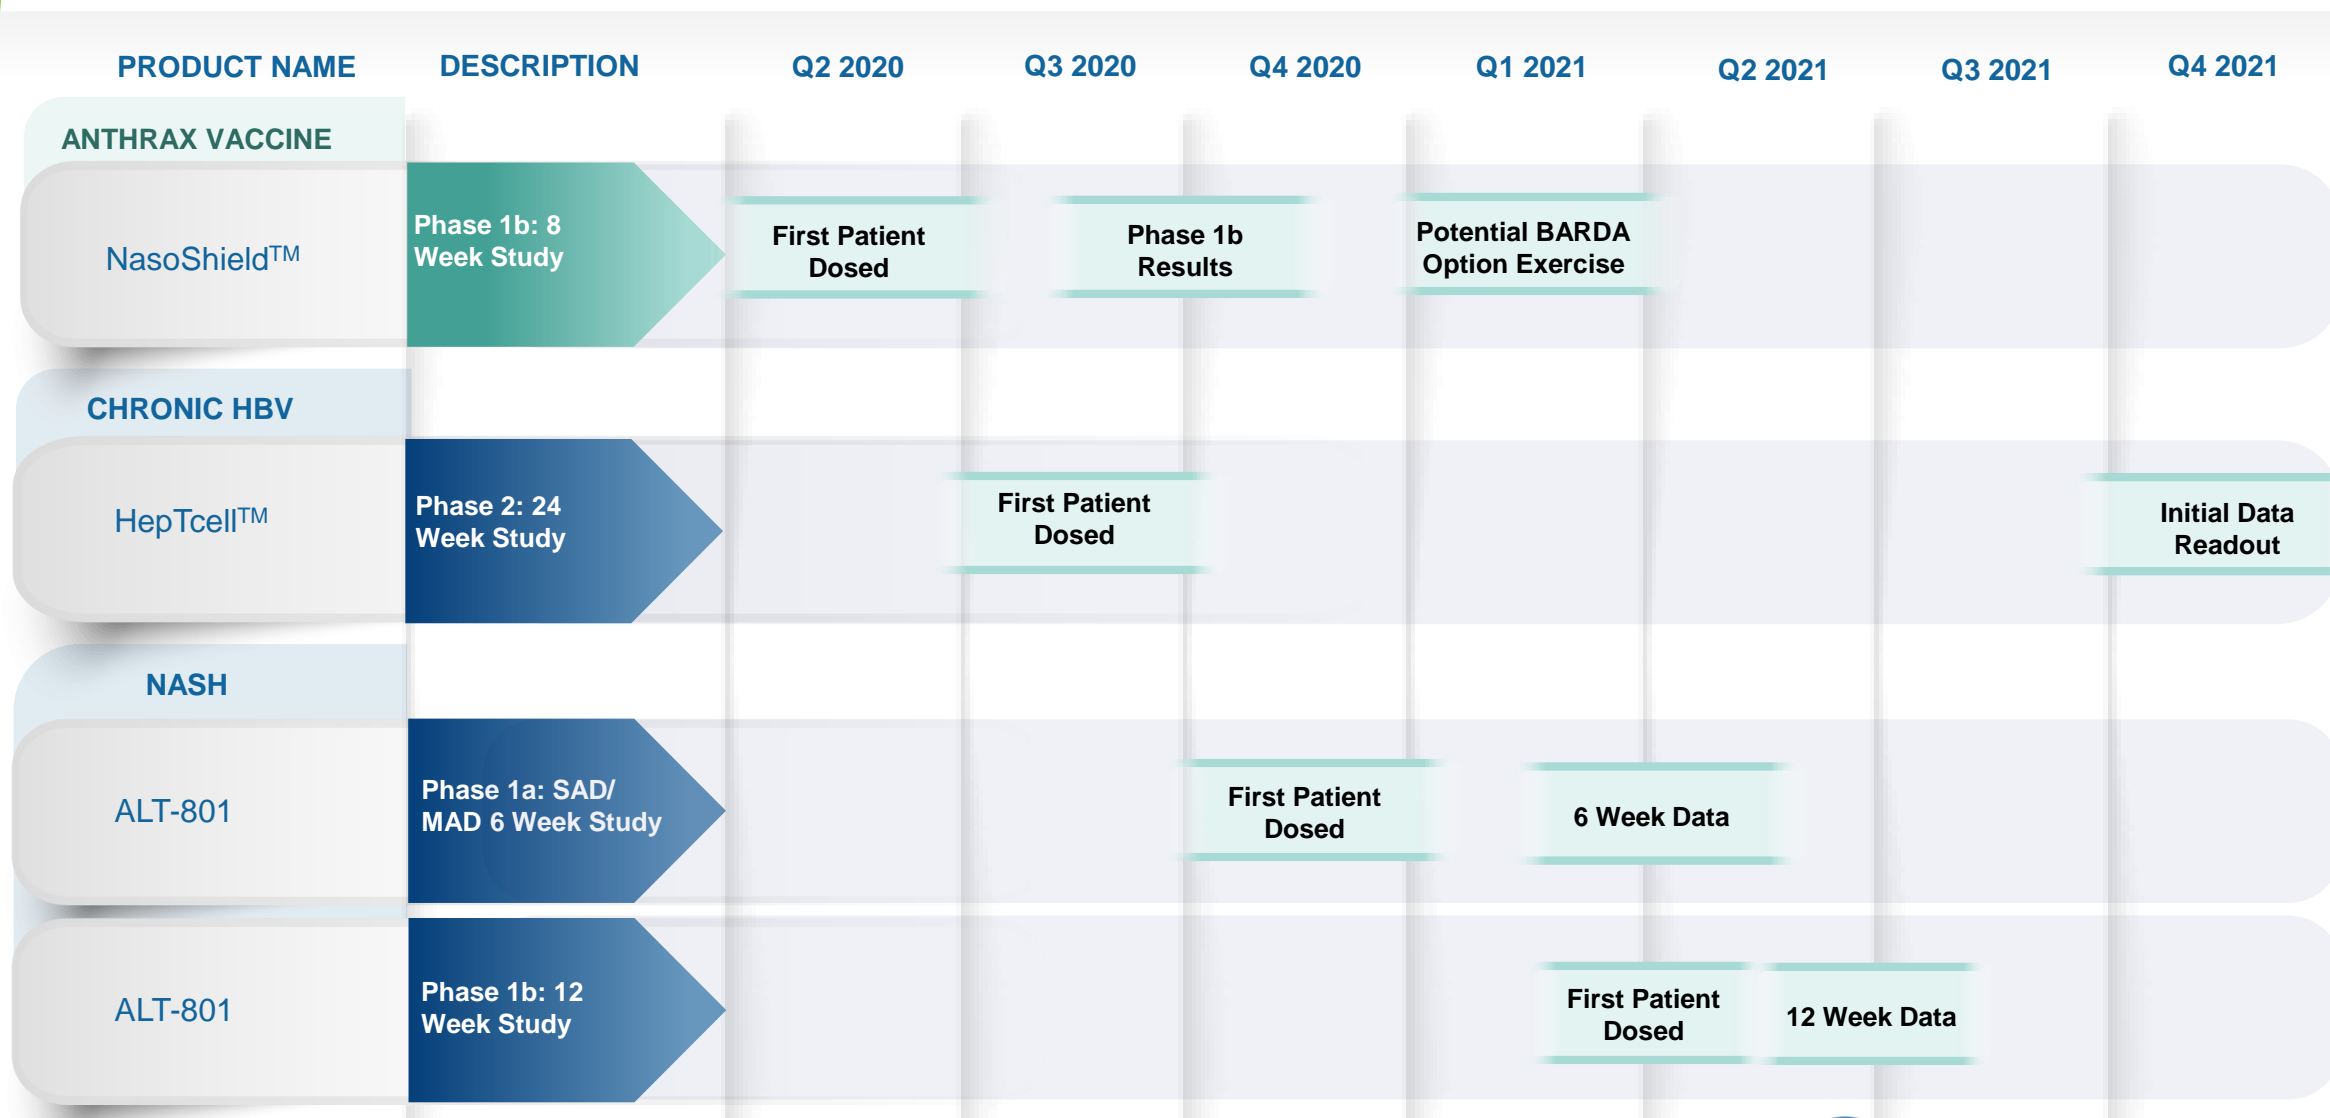 PRODUCT NAME DESCRIPTION Q2 2020 Q3 2020 Q4 2020 Q1 2021 Q2 2021 Q3 2021 Q4 2021
ANTHRAX VACCINE
NasoShield™
Phase 1b: 8
Week Study
First Patient
Dosed
Phase 1b
Results
Potential BARDA
Option Exercise
CHRONIC HBV
HepTcell™
Phase 2: 24
Week Study
First Patient
Dosed
Initial Data
Readout
NASH
ALT-801
Phase 1a: SAD/
MAD 6 Week Study
First Patient
Dosed
6 Week Data
ALT-801
Phase 1b: 12
Week Study
First Patient
Dosed
12 Week Data